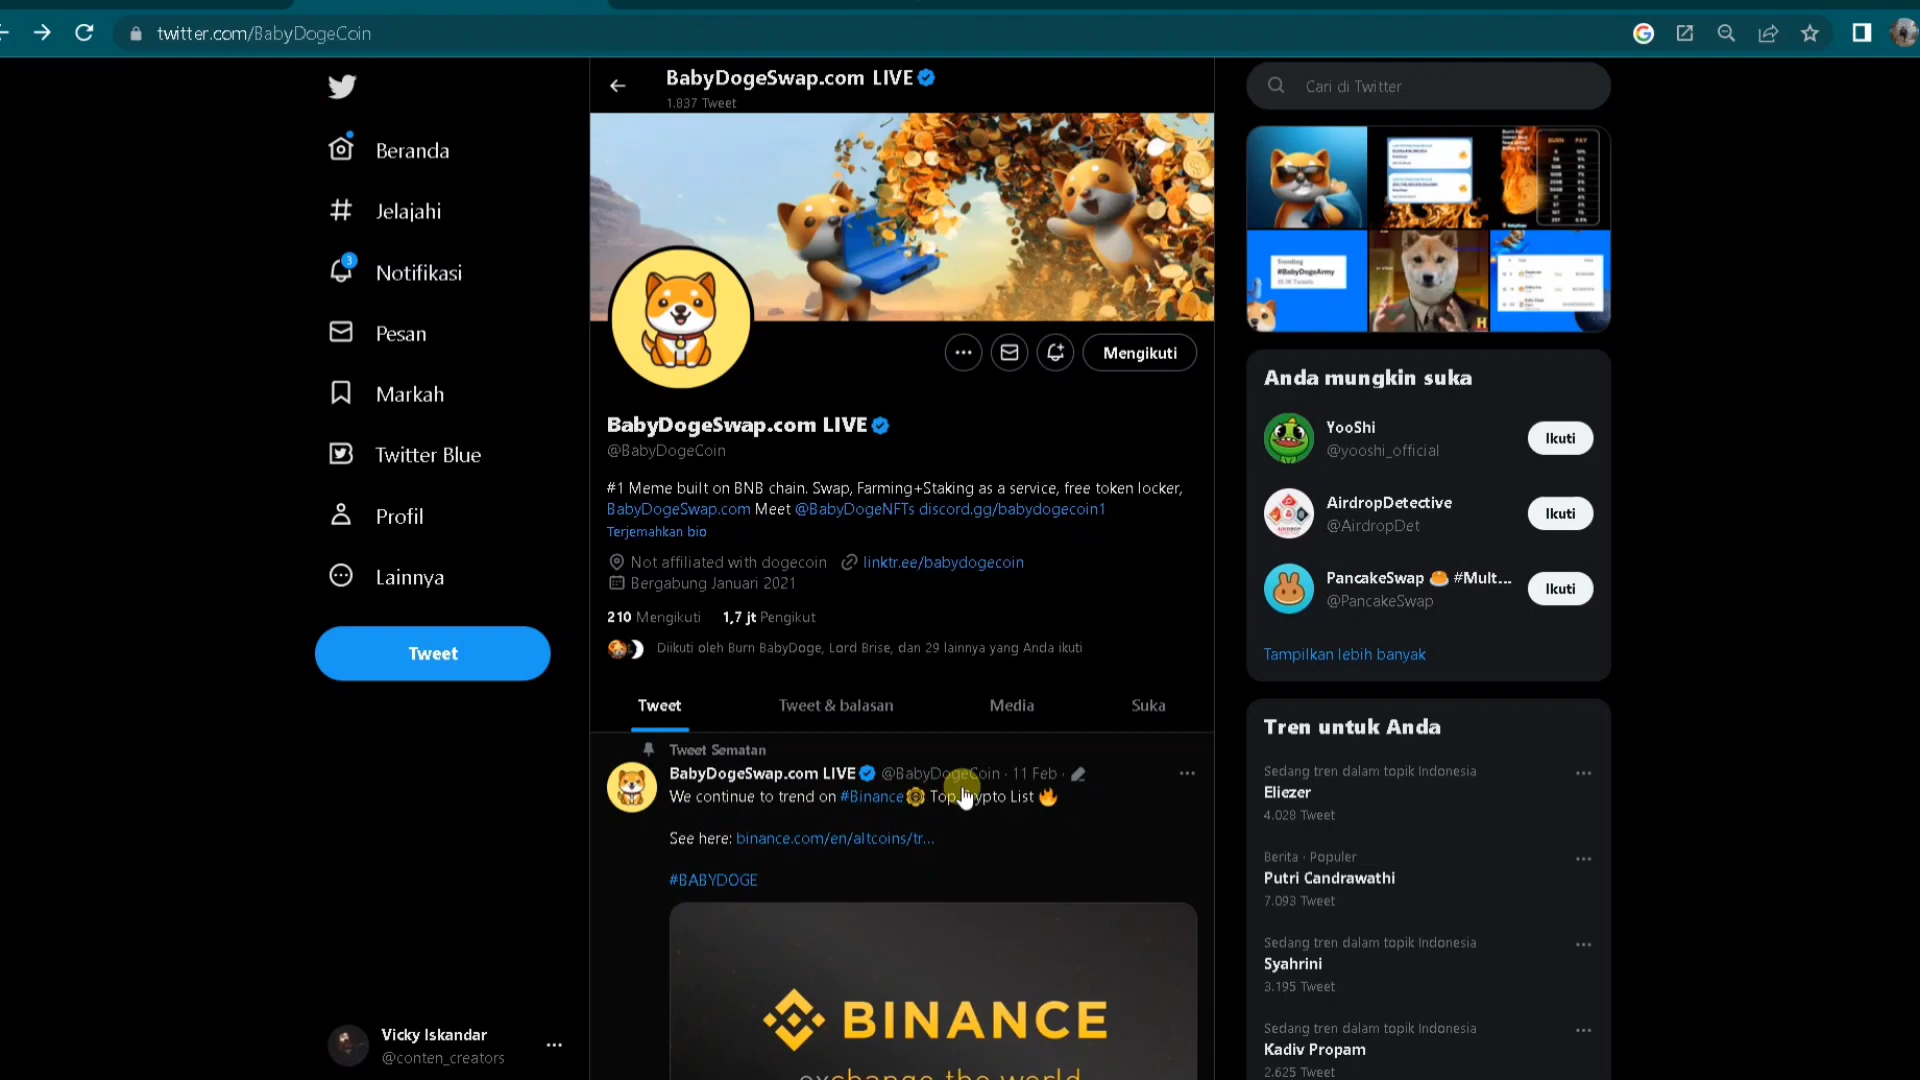 twitter.com/BabyDogeCoin
BabyDogeSwap.com LIVE
1.837 Tweet
Cari di Twitter
Beranda
Jelajahi
3
Notifikasi
Pesan
Markah
Twitter Blue
Profil
Lainnya
Tweet
Vicky Iskandar
@conten_creators
Mengikuti
BabyDogeSwap.com LIVE
@BabyDogeCoin
#1 Meme built on BNB chain. Swap, Farming+Staking as a service, free token locker,
BabyDogeSwap.com Meet @BabyDogeNFTs discord.gg/babydogecoin1
Terjemahkan bio
Not affiliated with dogecoin linktr.ee/babydogecoin
Bergabung Januari 2021
210 Mengikuti 1,7 jt Pengikut
Diikuti oleh Burn BabyDoge, Lord Brise, dan 29 lainnya yang Anda ikuti
Tweet Tweet & balasan Media Suka
Tweet Sematan
BabyDogeSwap.com LIVE @BabyDogeCoin · 11 Feb ·
We continue to trend on #Binance Top Crypto List
See here: binance.com/en/altcoins/tr...
#BABYDOGE
BINANCE
exchange the world
BURN PAY
Trending
#BabyDogeArmy
H
Anda mungkin suka
YooShi
@yooshi_official
Ikuti
AirdropDetective
@AirdropDet
Ikuti
PancakeSwap #Mult...
@PancakeSwap
Ikuti
Tampilkan lebih banyak
Tren untuk Anda
Sedang tren dalam topik Indonesia
Eliezer
4.028 Tweet
Berita · Populer
Putri Candrawathi
7.093 Tweet
Sedang tren dalam topik Indonesia
Syahrini
3.195 Tweet
Sedang tren dalam topik Indonesia
Kadiv Propam
2.625 Tweet